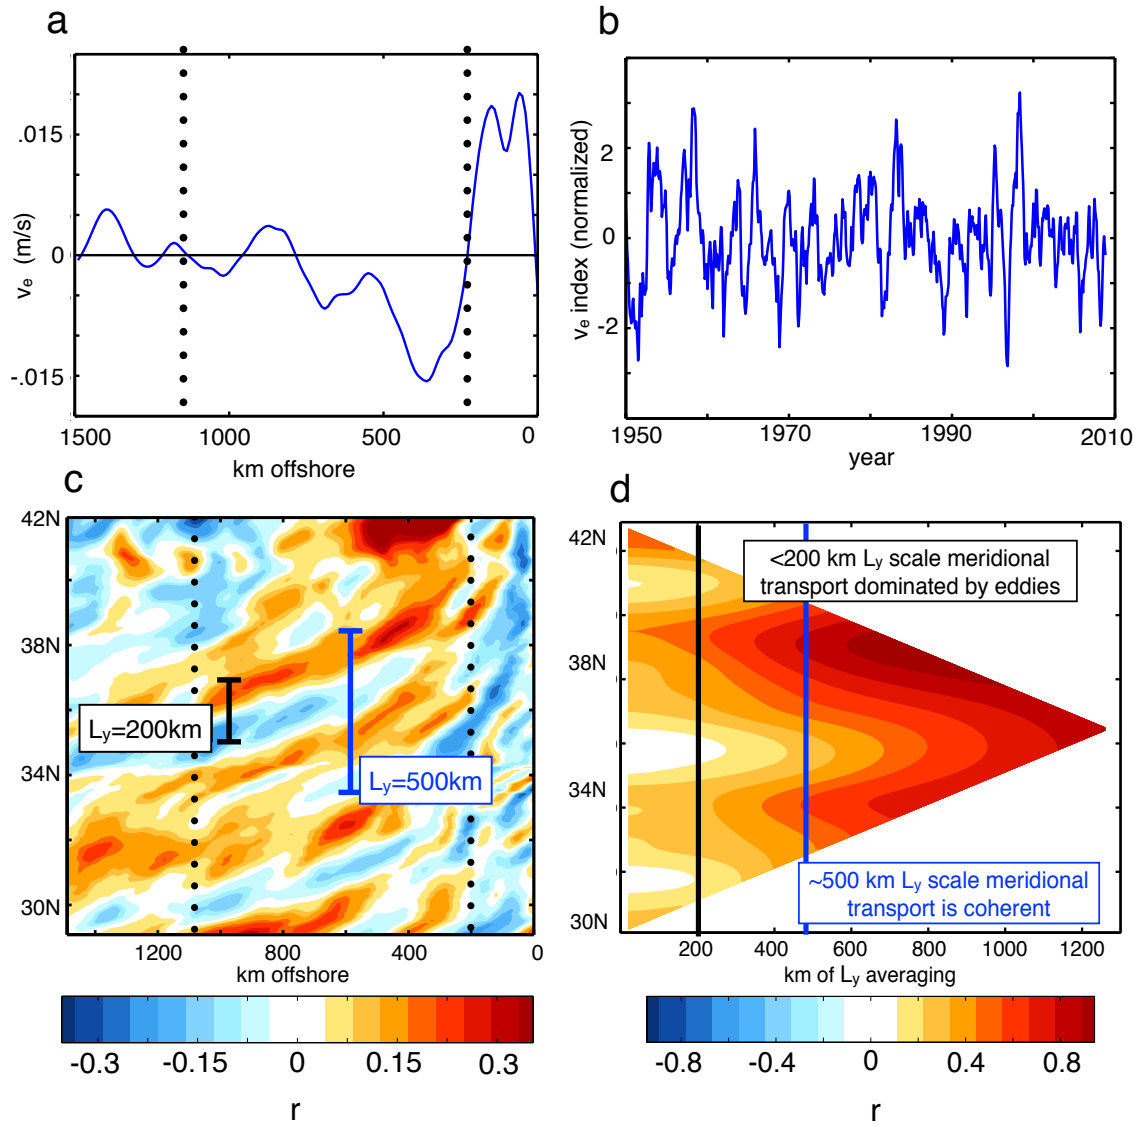 a
.015
0
-.015
vₑ (m/s)
1500 1000 500 0
km offshore
b
2
0
-2
vₑ index (normalized)
1950 1970 1990 2010
year
c
42N
38N
34N
30N
Lᵧ=200km
Lᵧ=500km
1200 800 400 0
km offshore
-0.3 -0.15 0 0.15 0.3
r
d
42N
38N
34N
30N
<200 km Lᵧ scale meridional
transport dominated by eddies
~500 km Lᵧ scale meridional
transport is coherent
200 400 600 800 1000 1200
km of Lᵧ averaging
-0.8 -0.4 0 0.4 0.8
r